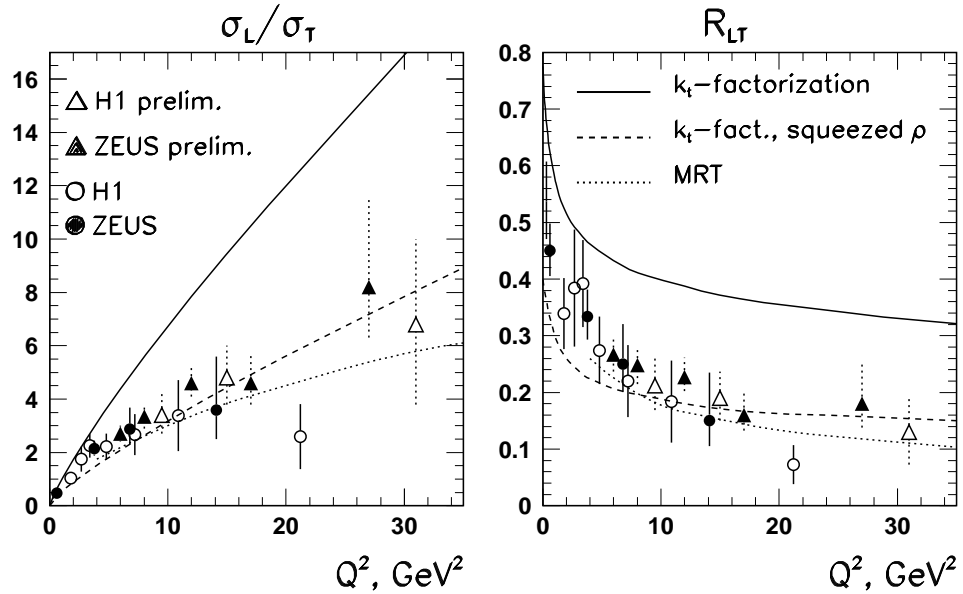 σL/σT
16
14
12
10
8
6
4
2
0
H1 prelim.
ZEUS prelim.
H1
ZEUS
0 10 20 30
Q², GeV²
RLT
0.8
0.7
0.6
0.5
0.4
0.3
0.2
0.1
0
kt-factorization
kt-fact., squeezed ρ
MRT
0 10 20 30
Q², GeV²